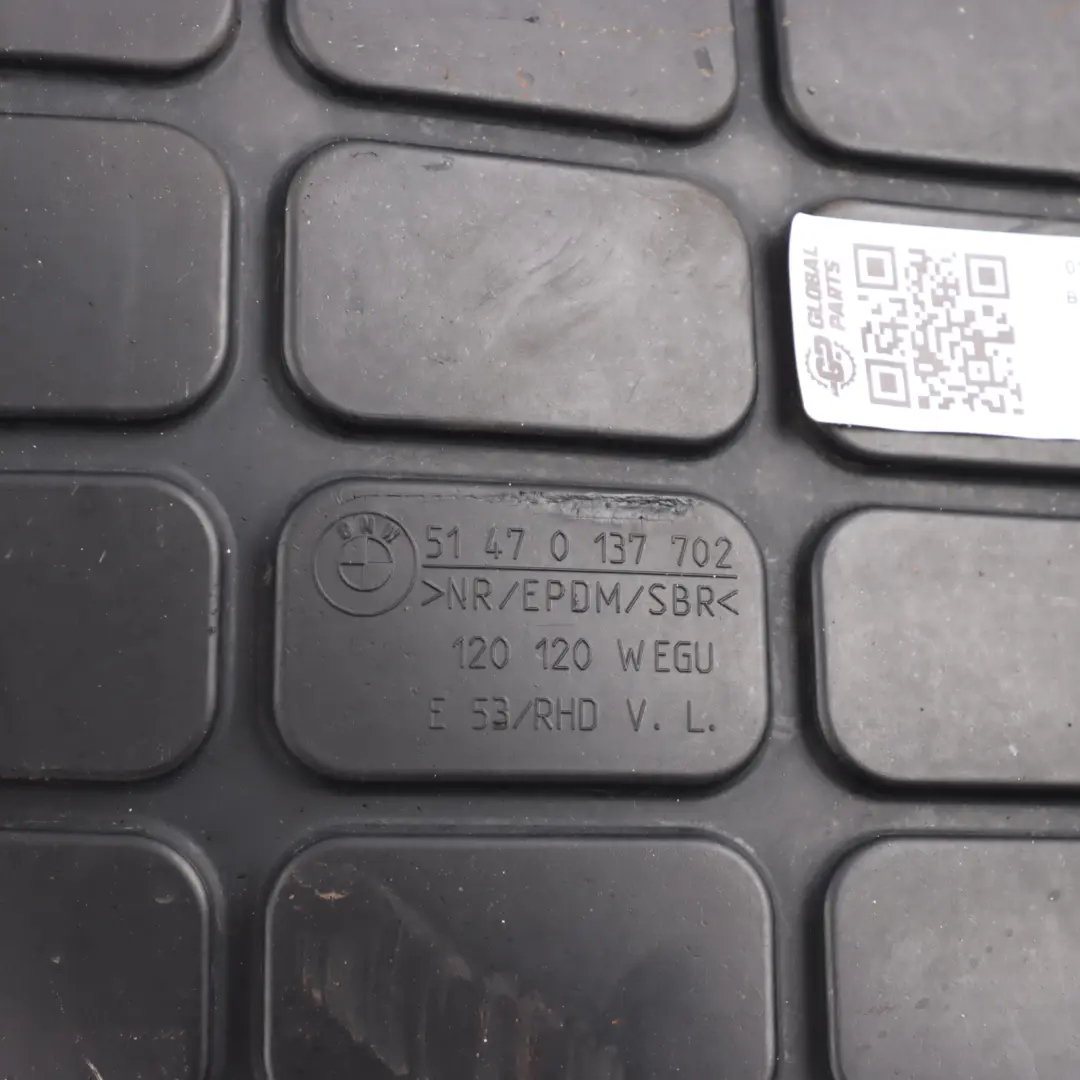 GLOBAL
PARTS
BMW
51 47 0 137 702
>NR/EPDM/SBR<
120 120 WEGU
E 53/RHD V. L.